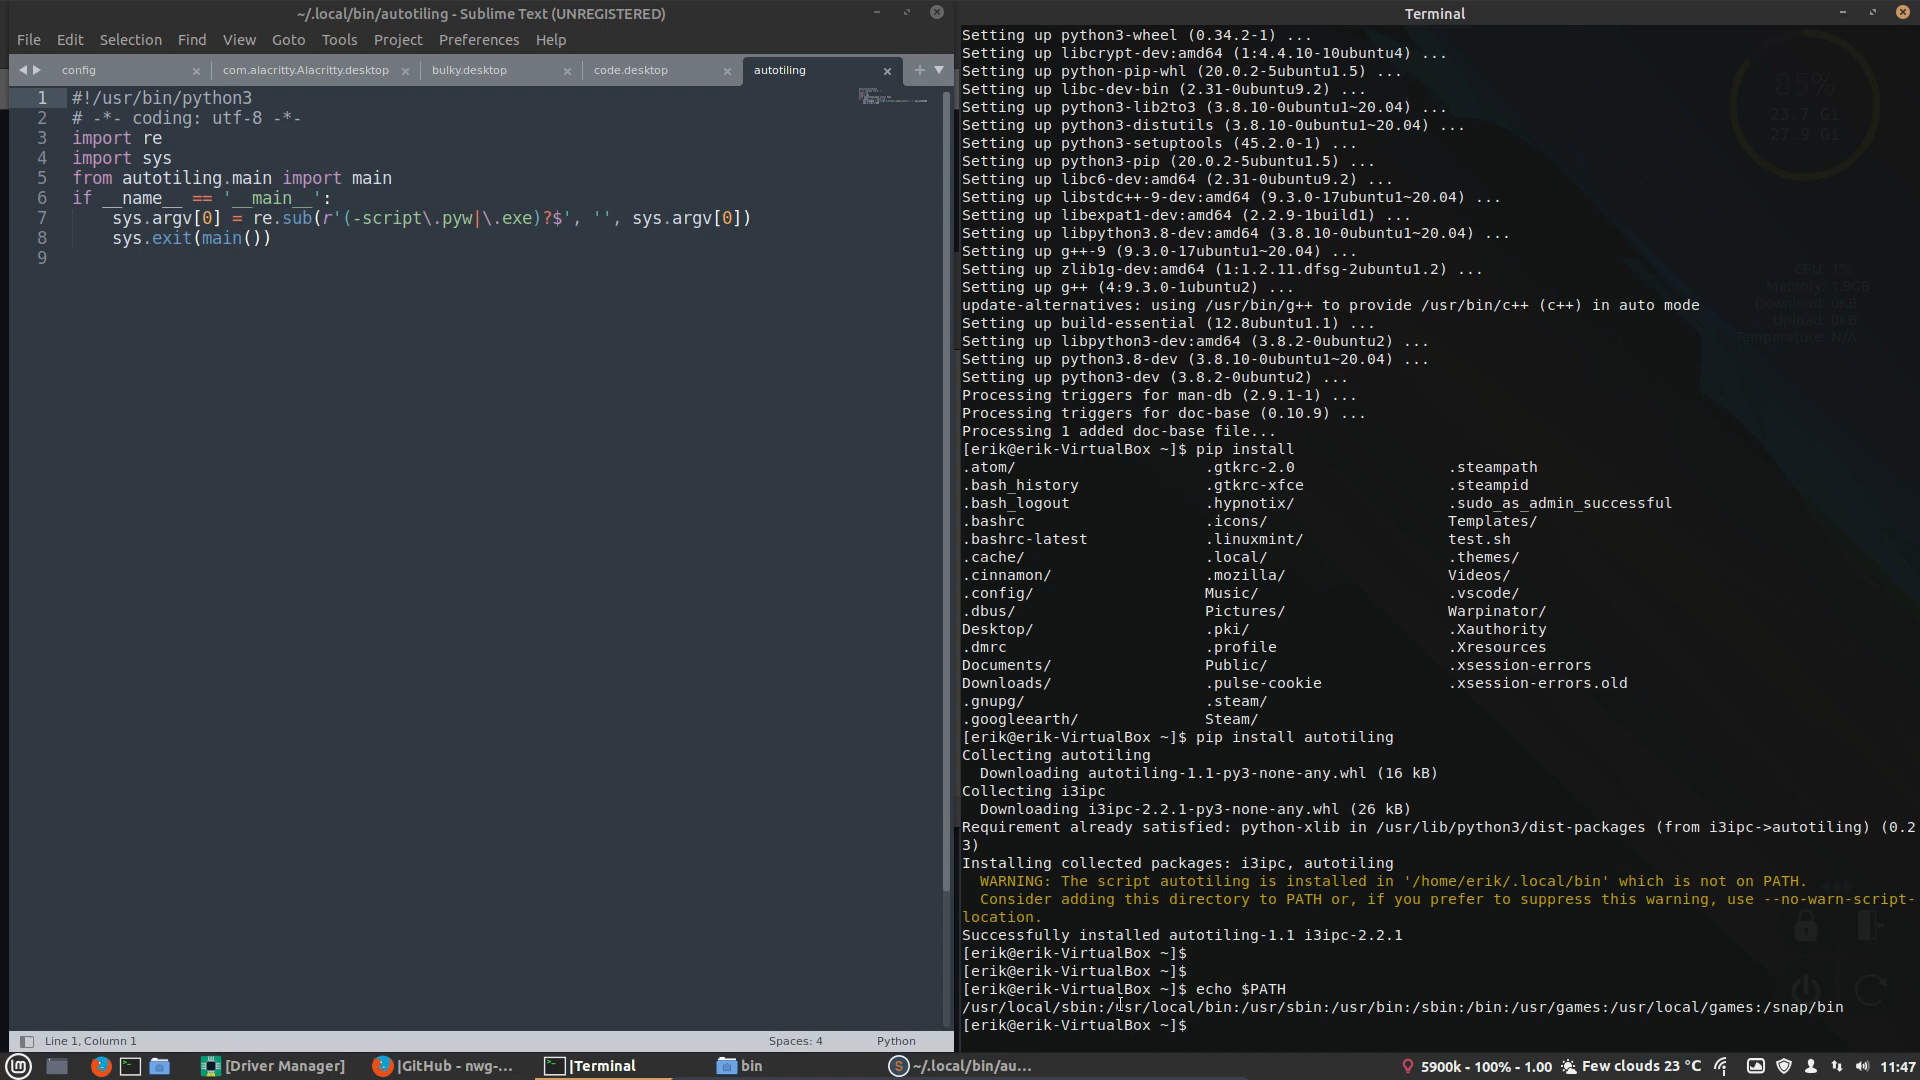 ~/.local/bin/autotiling - Sublime Text (UNREGISTERED)
File Edit Selection Find View Goto Tools Project Preferences Help
config com.alacritty.Alacritty.desktop bulky.desktop code.desktop autotiling
1 #!/usr/bin/python3
2 # -*- coding: utf-8 -*-
3 import re
4 import sys
5 from autotiling.main import main
6 if __name__ == '__main__':
7 sys.argv[0] = re.sub(r'(-script\.pyw|\.exe)?$', '', sys.argv[0])
8 sys.exit(main())
9
Line 1, Column 1 Spaces: 4 Python
Terminal
Setting up python3-wheel (0.34.2-1) ...
Setting up libcrypt-dev:amd64 (1:4.4.10-10ubuntu4) ...
Setting up python-pip-whl (20.0.2-5ubuntu1.5) ...
Setting up libc-dev-bin (2.31-0ubuntu9.2) ...
Setting up python3-lib2to3 (3.8.10-0ubuntu1~20.04) ...
Setting up python3-distutils (3.8.10-0ubuntu1~20.04) ...
Setting up python3-setuptools (45.2.0-1) ...
Setting up python3-pip (20.0.2-5ubuntu1.5) ...
Setting up libc6-dev:amd64 (2.31-0ubuntu9.2) ...
Setting up libstdc++-9-dev:amd64 (9.3.0-17ubuntu1~20.04) ...
Setting up libexpat1-dev:amd64 (2.2.9-1build1) ...
Setting up libpython3.8-dev:amd64 (3.8.10-0ubuntu1~20.04) ...
Setting up g++-9 (9.3.0-17ubuntu1~20.04) ...
Setting up zlib1g-dev:amd64 (1:1.2.11.dfsg-2ubuntu1.2) ...
Setting up g++ (4:9.3.0-1ubuntu2) ...
update-alternatives: using /usr/bin/g++ to provide /usr/bin/c++ (c++) in auto mode
Setting up build-essential (12.8ubuntu1.1) ...
Setting up libpython3-dev:amd64 (3.8.2-0ubuntu2) ...
Setting up python3.8-dev (3.8.10-0ubuntu1~20.04) ...
Setting up python3-dev (3.8.2-0ubuntu2) ...
Processing triggers for man-db (2.9.1-1) ...
Processing triggers for doc-base (0.10.9) ...
Processing 1 added doc-base file...
[erik@erik-VirtualBox ~]$ pip install
.atom/ .gtkrc-2.0 .steampath
.bash_history .gtkrc-xfce .steampid
.bash_logout .hypnotix/ .sudo_as_admin_successful
.bashrc .icons/ Templates/
.bashrc-latest .linuxmint/ test.sh
.cache/ .local/ .themes/
.cinnamon/ .mozilla/ Videos/
.config/ Music/ .vscode/
.dbus/ Pictures/ Warpinator/
Desktop/ .pki/ .Xauthority
.dmrc .profile .Xresources
Documents/ Public/ .xsession-errors
Downloads/ .pulse-cookie .xsession-errors.old
.gnupg/ .steam/
.googleearth/ Steam/
[erik@erik-VirtualBox ~]$ pip install autotiling
Collecting autotiling
Downloading autotiling-1.1-py3-none-any.whl (16 kB)
Collecting i3ipc
Downloading i3ipc-2.2.1-py3-none-any.whl (26 kB)
Requirement already satisfied: python-xlib in /usr/lib/python3/dist-packages (from i3ipc->autotiling) (0.2
3)
Installing collected packages: i3ipc, autotiling
WARNING: The script autotiling is installed in '/home/erik/.local/bin' which is not on PATH.
Consider adding this directory to PATH or, if you prefer to suppress this warning, use --no-warn-script-
location.
Successfully installed autotiling-1.1 i3ipc-2.2.1
[erik@erik-VirtualBox ~]$
[erik@erik-VirtualBox ~]$
[erik@erik-VirtualBox ~]$ echo $PATH
/usr/local/sbin:/usr/local/bin:/usr/sbin:/usr/bin:/sbin:/bin:/usr/games:/usr/local/games:/snap/bin
[erik@erik-VirtualBox ~]$
85%
23.7 Gi
27.9 Gi
CPU: 1%
Memory: 1.9GB
Download: 0KB
Upload: 0KB
Temperature: N/A
[Driver Manager] |GitHub - nwg-... |Terminal bin ~/.local/bin/au... 5900k - 100% - 1.00 Few clouds 23 °C 11:47